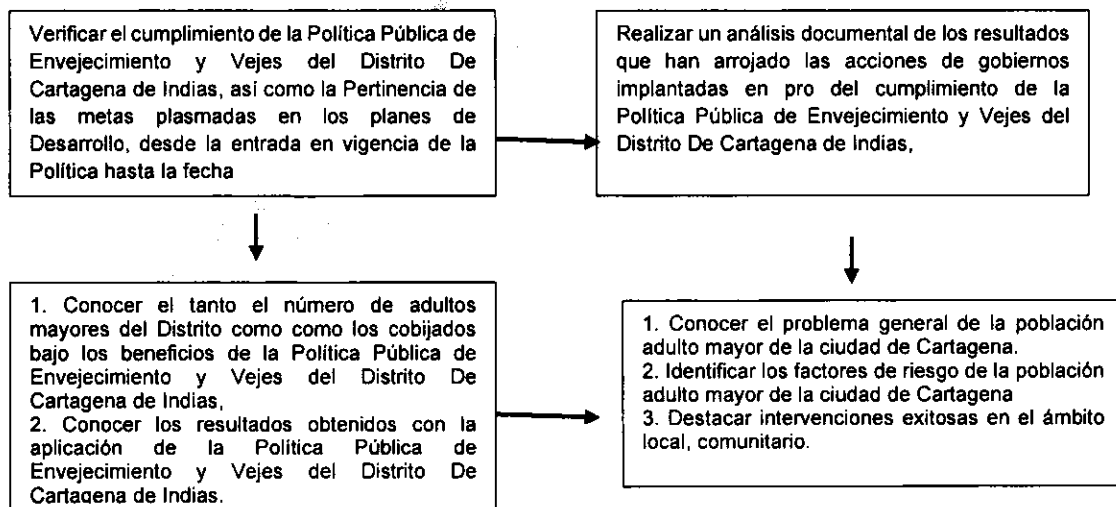 Verificar el cumplimiento de la Política Pública de
Envejecimiento y Vejes del Distrito De
Cartagena de Indias, así como la Pertinencia de
las metas plasmadas en los planes de
Desarrollo, desde la entrada en vigencia de la
Política hasta la fecha
Realizar un análisis documental de los resultados
que han arrojado las acciones de gobiernos
implantadas en pro del cumplimiento de la
Política Pública de Envejecimiento y Vejes del
Distrito De Cartagena de Indias,
1. Conocer el tanto el número de adultos
mayores del Distrito como como los cobijados
bajo los beneficios de la Política Pública de
Envejecimiento y Vejes del Distrito De
Cartagena de Indias,
2. Conocer los resultados obtenidos con la
aplicación de la Política Pública de
Envejecimiento y Vejes del Distrito De
Cartagena de Indias.
1. Conocer el problema general de la población
adulto mayor de la ciudad de Cartagena.
2. Identificar los factores de riesgo de la población
adulto mayor de la ciudad de Cartagena
3. Destacar intervenciones exitosas en el ámbito
local, comunitario.